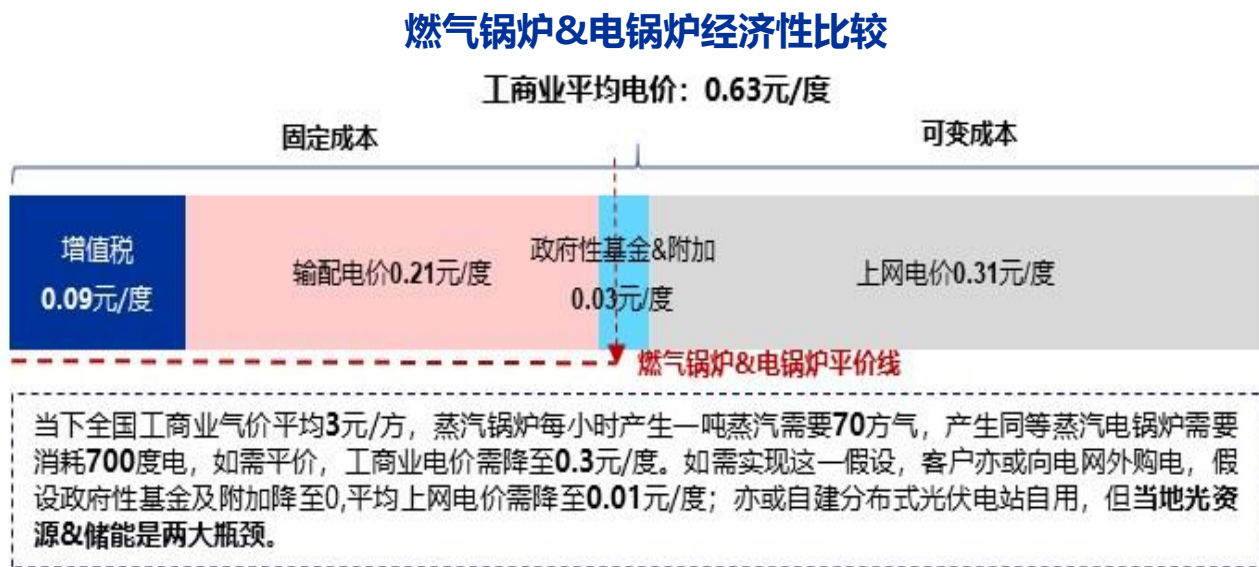 燃气锅炉&电锅炉经济性比较
工商业平均电价：0.63元/度
固定成本
可变成本
增值税
0.09元/度
输配电价0.21元/度
政府性基金&附加
0.03元/度
上网电价0.31元/度
燃气锅炉&电锅炉平价线
当下全国工商业气价平均3元/方，蒸汽锅炉每小时产生一吨蒸汽需要70方气，产生同等蒸汽电锅炉需要
消耗700度电，如需平价，工商业电价需降至0.3元/度。如需实现这一假设，客户亦或向电网外购电，假
设政府性基金及附加降至0,平均上网电价需降至0.01元/度；亦或自建分布式光伏电站自用，但当地光资
源&储能是两大瓶颈。